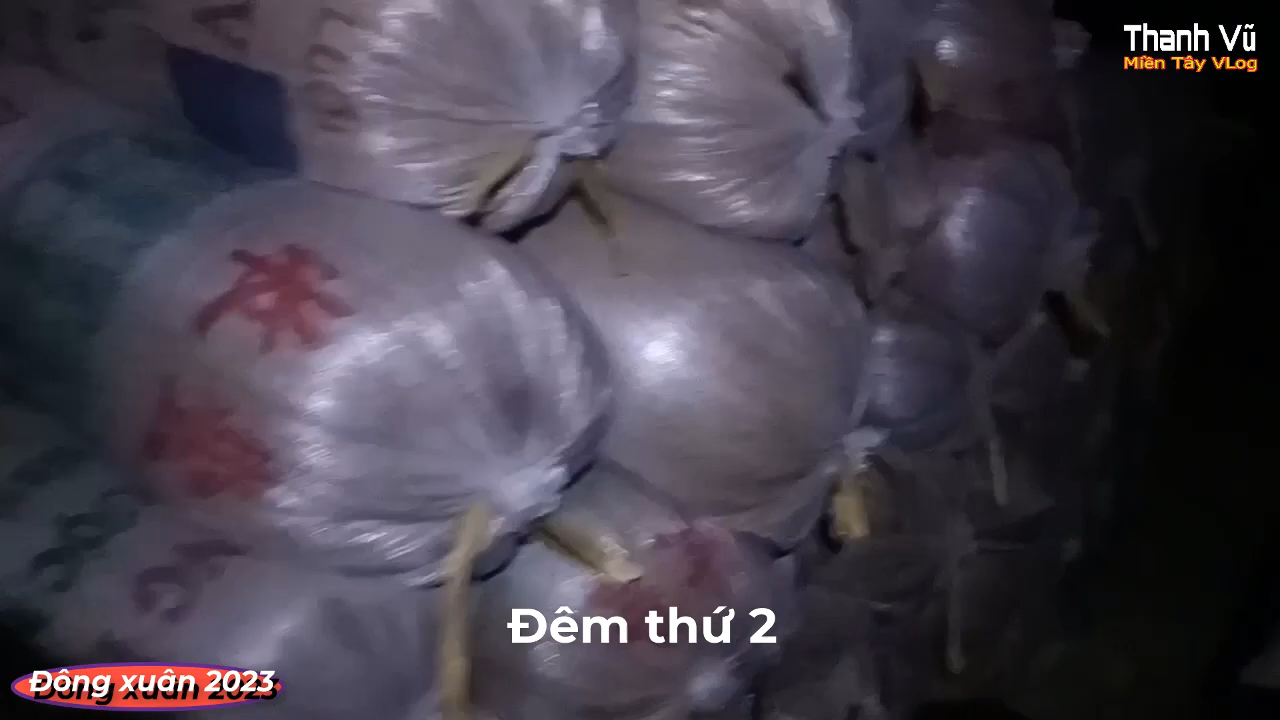 Thanh Vũ
Miền Tây VLog
Đêm thứ 2
Đông xuân 2023